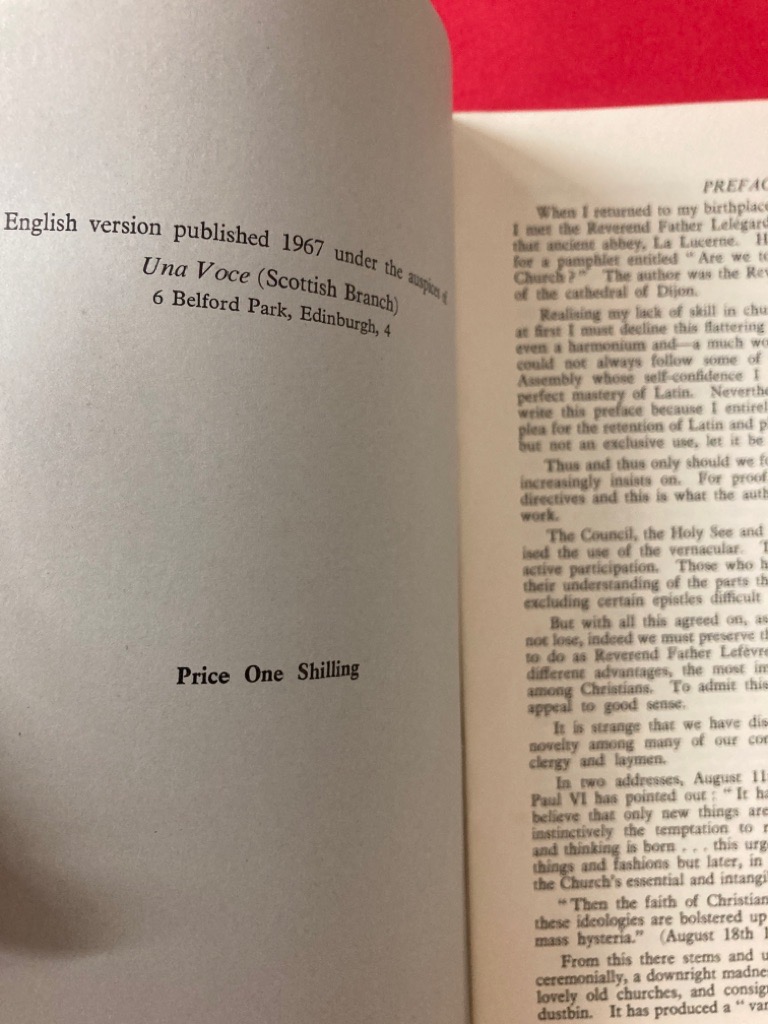 English version published 1967 under the auspices of
Una Voce (Scottish Branch)
6 Belford Park, Edinburgh, 4
Price One Shilling
PREFAC
When I returned to my birthplace
I met the Reverend Father Lelégard
that ancient abbey, La Lucerne. H
for a pamphlet entitled "Are we to
Church?" The author was the Rev
of the cathedral of Dijon.
Realising my lack of skill in chu
at first I must decline this flattering
even a harmonium and—a much wo
could not always follow some of
Assembly whose self-confidence I
perfect mastery of Latin. Neverthe
write this preface because I entirel
plea for the retention of Latin and p
but not an exclusive use, let it be
Thus and thus only should we fo
increasingly insists on. For proof
directives and this is what the auth
work.
The Council, the Holy See and
ised the use of the vernacular. T
active participation. Those who h
their understanding of the parts th
excluding certain epistles difficult
But with all this agreed on, as
not lose, indeed we must preserve th
to do as Reverend Father Lefèvre
different advantages, the most im
among Christians. To admit this
appeal to good sense.
It is strange that we have dis
novelty among many of our con
clergy and laymen.
In two addresses, August 11
Paul VI has pointed out: "It ha
believe that only new things are
instinctively the temptation to r
and thinking is born . . . this urg
things and fashions but later, in
the Church's essential and intangi
"Then the faith of Christian
these ideologies are bolstered up
mass hysteria." (August 18th 1
From this there stems and u
ceremonially, a downright madne
lovely old churches, and consign
dustbin. It has produced a "van